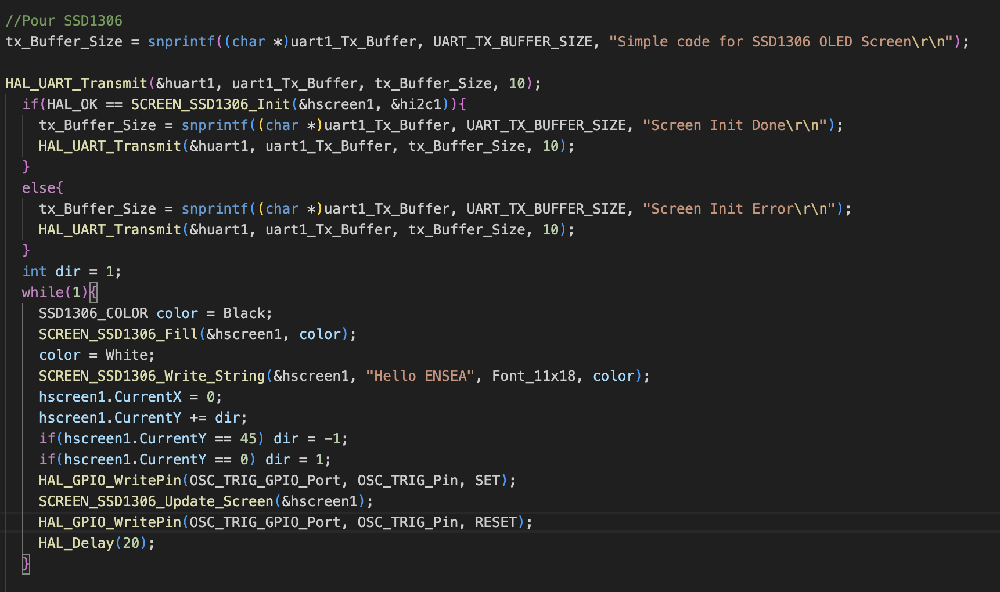 //Pour SSD1306
tx_Buffer_Size = snprintf((char *)uart1_Tx_Buffer, UART_TX_BUFFER_SIZE, "Simple code for SSD1306 OLED Screen\r\n");
HAL_UART_Transmit(&huart1, uart1_Tx_Buffer, tx_Buffer_Size, 10);
if(HAL_OK == SCREEN_SSD1306_Init(&hscreen1, &hi2c1)){
tx_Buffer_Size = snprintf((char *)uart1_Tx_Buffer, UART_TX_BUFFER_SIZE, "Screen Init Done\r\n");
HAL_UART_Transmit(&huart1, uart1_Tx_Buffer, tx_Buffer_Size, 10);
}
else{
tx_Buffer_Size = snprintf((char *)uart1_Tx_Buffer, UART_TX_BUFFER_SIZE, "Screen Init Error\r\n");
HAL_UART_Transmit(&huart1, uart1_Tx_Buffer, tx_Buffer_Size, 10);
}
int dir = 1;
while(1){
SSD1306_COLOR color = Black;
SCREEN_SSD1306_Fill(&hscreen1, color);
color = White;
SCREEN_SSD1306_Write_String(&hscreen1, "Hello ENSEA", Font_11x18, color);
hscreen1.CurrentX = 0;
hscreen1.CurrentY += dir;
if(hscreen1.CurrentY == 45) dir = -1;
if(hscreen1.CurrentY == 0) dir = 1;
HAL_GPIO_WritePin(OSC_TRIG_GPIO_Port, OSC_TRIG_Pin, SET);
SCREEN_SSD1306_Update_Screen(&hscreen1);
HAL_GPIO_WritePin(OSC_TRIG_GPIO_Port, OSC_TRIG_Pin, RESET);
HAL_Delay(20);
}